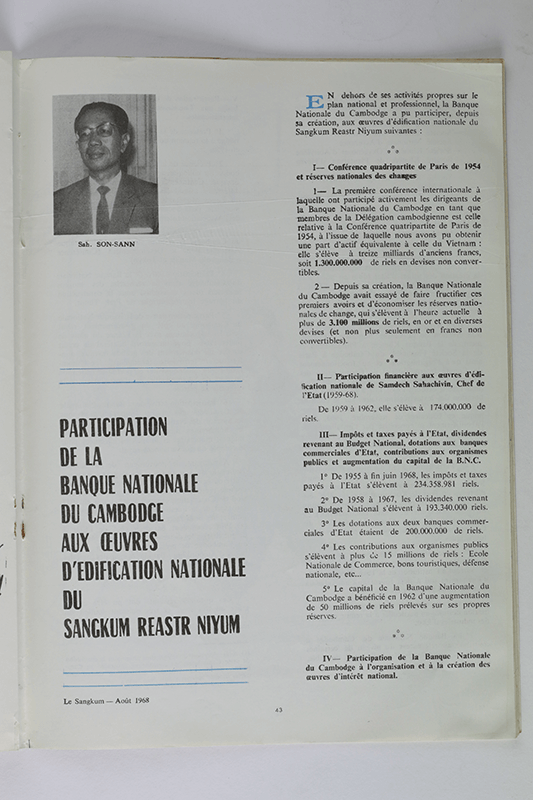 Sah. SON-SANN
PARTICIPATION
DE LA
BANQUE NATIONALE
DU CAMBODGE
AUX ŒUVRES
D'EDIFICATION NATIONALE
DU
SANGKUM REASTR NIYUM
Le Sangkum — Août 1968
EN dehors de ses activités propres sur le
plan national et professionnel, la Banque
Nationale du Cambodge a pu participer, depuis
sa création, aux œuvres d'édification nationale du
Sangkum Reastr Niyum suivantes :
I— Conférence quadripartite de Paris de 1954
et réserves nationales des changes
1— La première conférence internationale à
laquelle ont participé activement les dirigeants de
la Banque Nationale du Cambodge en tant que
membres de la Délégation cambodgienne est celle
relative à la Conférence quatripartite de Paris de
1954, à l'issue de laquelle nous avons pu obtenir
une part d'actif équivalente à celle du Vietnam :
elle s'élève à treize milliards d'anciens francs,
soit 1.300.000.000 de riels en devises non conver-
tibles.
2 — Depuis sa création, la Banque Nationale
du Cambodge avait essayé de faire fructifier ces
premiers avoirs et d'économiser les réserves natio-
nales de change, qui s'élèvent à l'heure actuelle à
plus de 3.100 millions de riels, en or et en diverses
devises (et non plus seulement en francs non
convertibles).
II— Participation financière aux œuvres d'édi-
fication nationale de Samdech Sahachivin, Chef de
l'Etat (1959-68).
De 1959 à 1962, elle s'élève à 174.000.000 de
riels.
III— Impôts et taxes payés à l'Etat, dividendes
revenant au Budget National, dotations aux banques
commerciales d'Etat, contributions aux organismes
publics et augmentation du capital de la B.N.C.
1° De 1955 à fin juin 1968, les impôts et taxes
payés à l'Etat s'élèvent à 234.358.981 riels.
2° De 1958 à 1967, les dividendes revenant
au Budget National s'élèvent à 193.340.000 riels.
3° Les dotations aux deux banques commer-
ciales d'Etat étaient de 200.000.000 de riels.
4° Les contributions aux organismes publics
s'élèvent à plus de 15 millions de riels : Ecole
Nationale de Commerce, bons touristiques, défense
nationale, etc...
5° Le capital de la Banque Nationale du
Cambodge a bénéficié en 1962 d'une augmentation
de 50 millions de riels prélevés sur ses propres
réserves.
IV— Participation de la Banque Nationale
du Cambodge à l'organisation et à la création des
œuvres d'intérêt national.
43